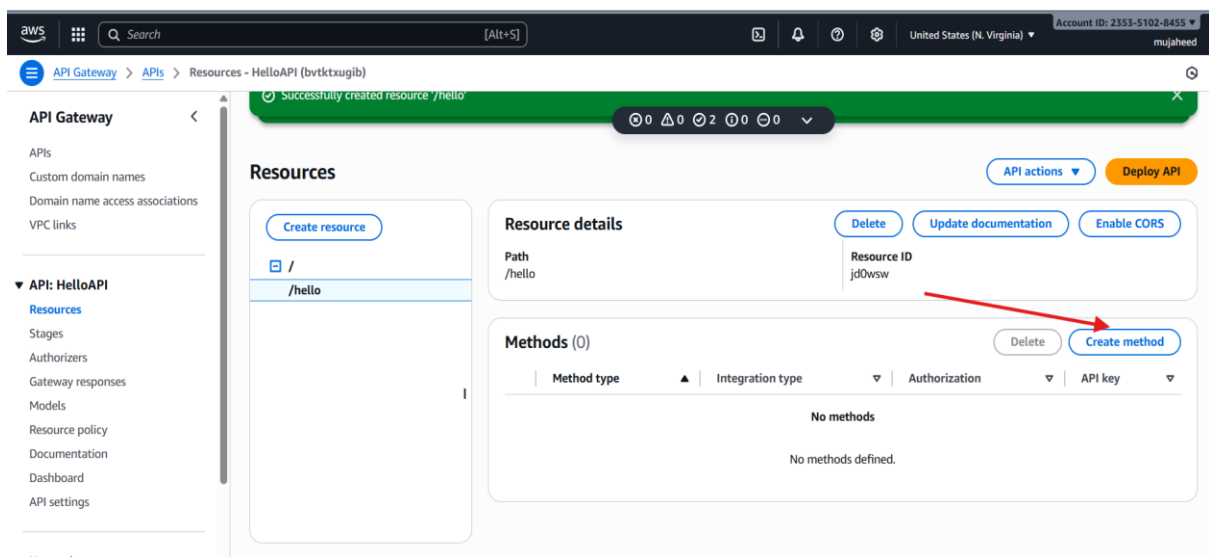 aws
Search [Alt+S]
United States (N. Virginia) ▼
Account ID: 2353-5102-8455 ▼
mujaheed
API Gateway > APIs > Resources - HelloAPI (bvtktxugib)
Successfully created resource '/hello'
0 0 2 0 0
API Gateway
APIs
Custom domain names
Domain name access associations
VPC links
▼ API: HelloAPI
Resources
Stages
Authorizers
Gateway responses
Models
Resource policy
Documentation
Dashboard
API settings
Resources
API actions ▼
Deploy API
Create resource
/
/hello
Resource details
Delete
Update documentation
Enable CORS
Path
/hello
Resource ID
jd0wsw
Methods (0)
Delete
Create method
Method type
Integration type
Authorization
API key
No methods
No methods defined.